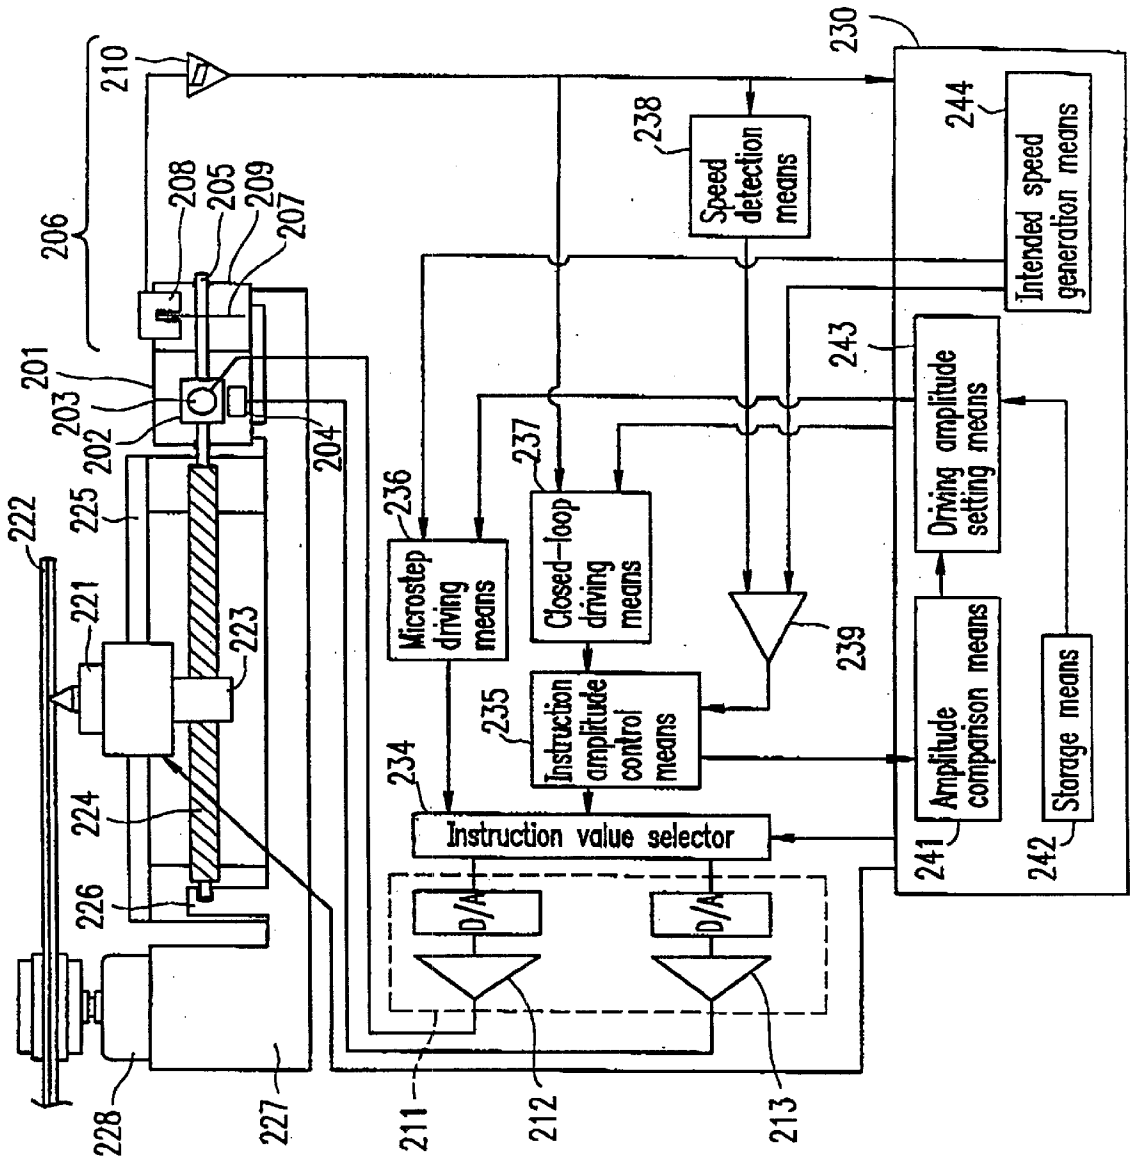 206
210
208
205
209
207
201
203
202
204
222
225
221
223
224
226
228
227
230
244
Intended speed
generation means
238
Speed
detection
means
243
Driving amplitude
setting means
237
Closed-loop
driving
means
236
Microstep
driving
means
239
235
Instruction
amplitude
control
means
234
Instruction value selector
241
Amplitude
comparison means
242
Storage means
D/A
D/A
211
212
213